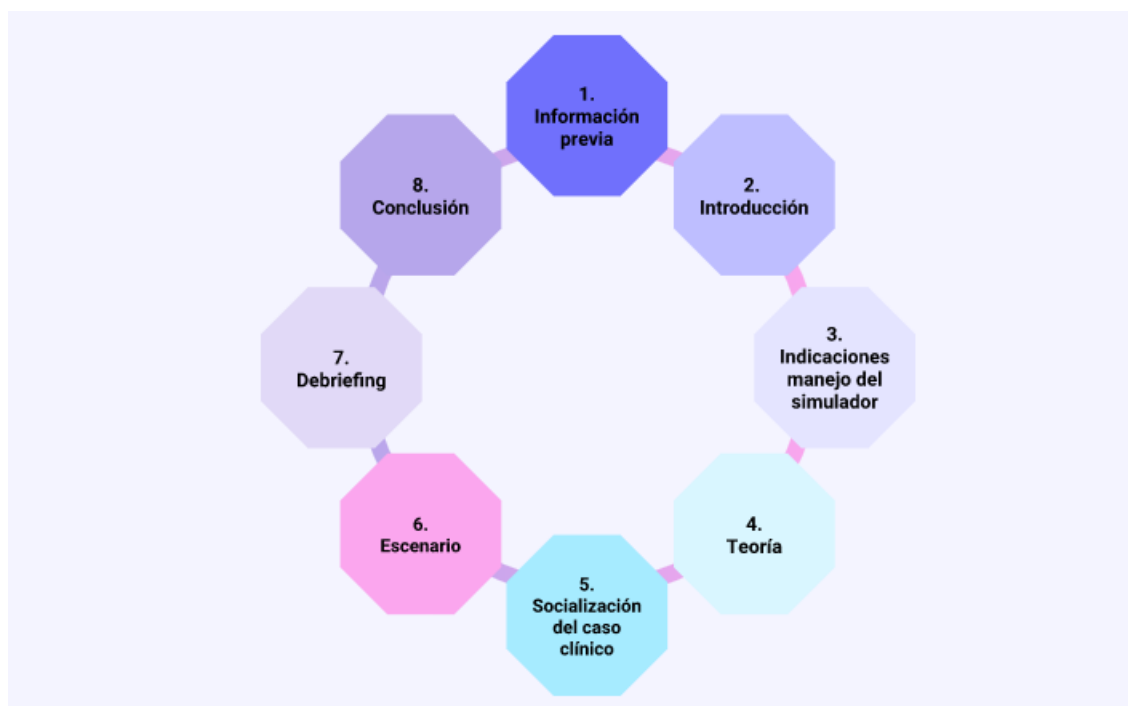 1.
Información
previa
2.
Introducción
3.
Indicaciones
manejo del
simulador
4.
Teoría
5.
Socialización
del caso
clínico
6.
Escenario
7.
Debriefing
8.
Conclusión